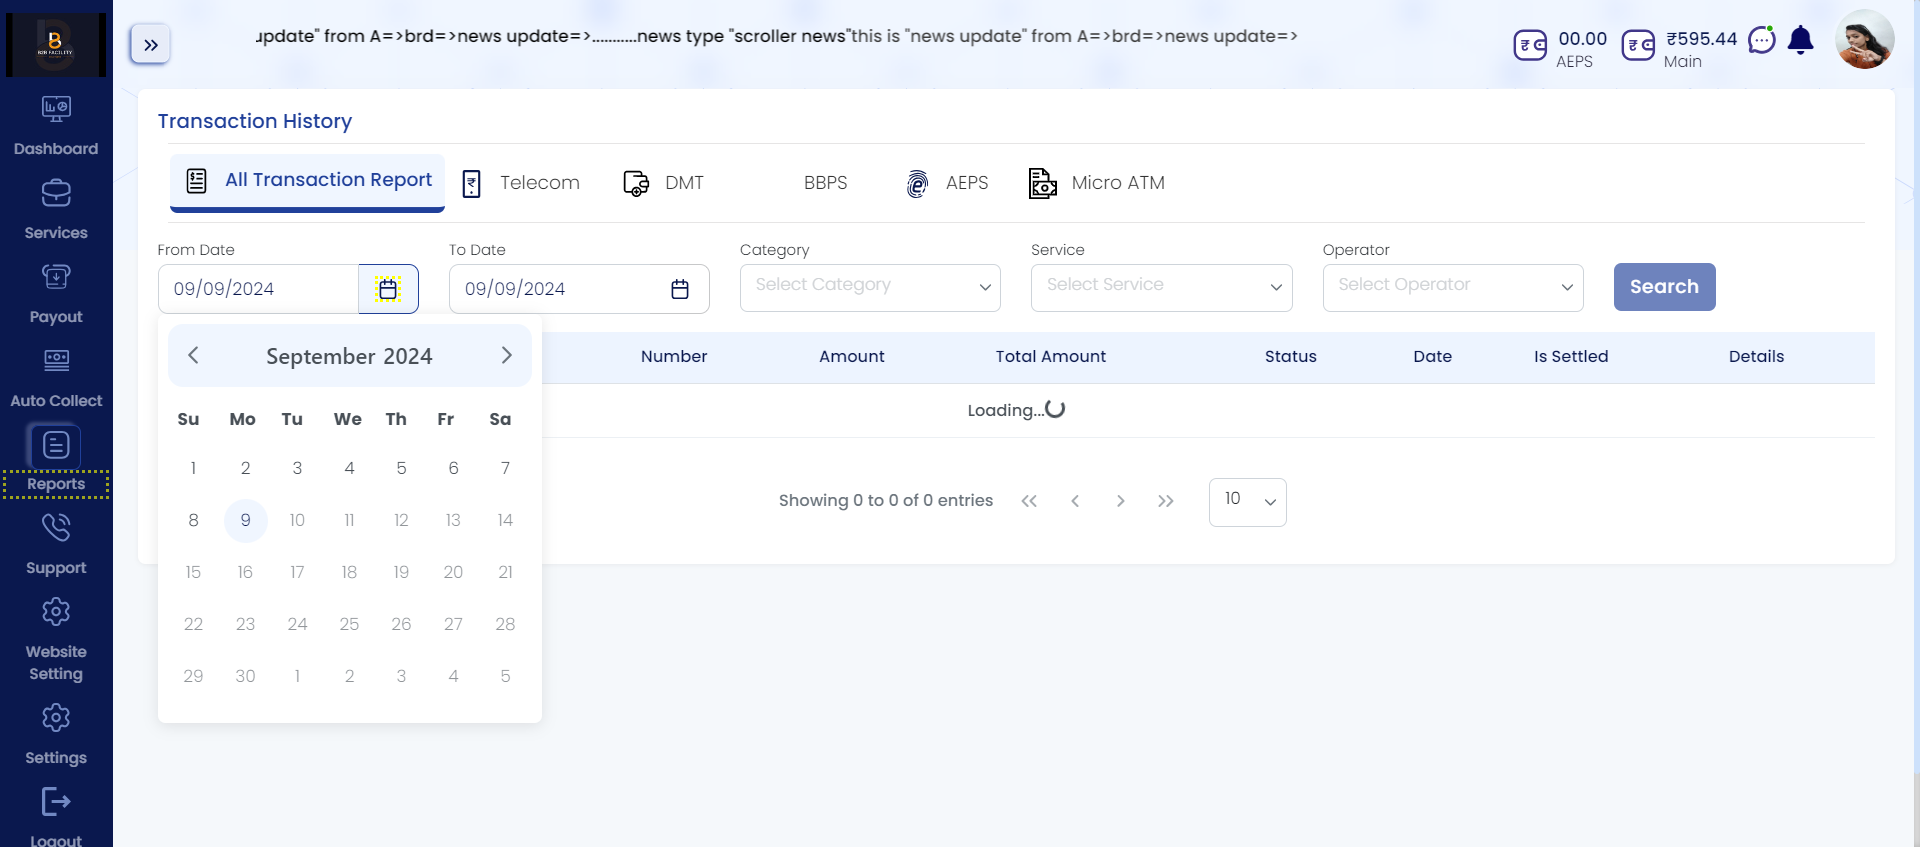 B2B FACILITY
update" from A=>brd=>news update=>...........news type "scroller news"this is "news update" from A=>brd=>news update=>
00.00
AEPS
₹595.44
Main
Dashboard
Services
Payout
Auto Collect
Reports
Support
Website
Setting
Settings
Logout
Transaction History
All Transaction Report
Telecom
DMT
BBPS
AEPS
Micro ATM
From Date
To Date
Category
Service
Operator
09/09/2024
09/09/2024
Select Category
Select Service
Select Operator
Search
September 2024
Su Mo Tu We Th Fr Sa
1 2 3 4 5 6 7
8 9 10 11 12 13 14
15 16 17 18 19 20 21
22 23 24 25 26 27 28
29 30 1 2 3 4 5
Number Amount Total Amount Status Date Is Settled Details
Loading...
Showing 0 to 0 of 0 entries
10